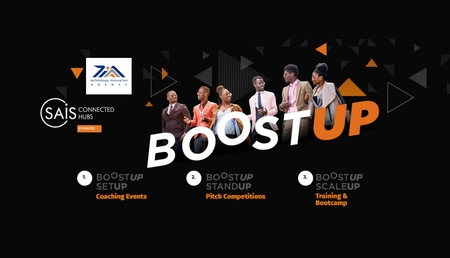 technology innovation
AGENCY
SAiS CONNECTED
HUBS
presents
BOOSTUP
1. BOOSTUP
SETUP
Coaching Events
2. BOOSTUP
STANDUP
Pitch Competitions
3. BOOSTUP
SCALEUP
Training &
Bootcamp